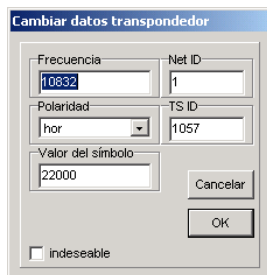 Cambiar datos transpondedor
Frecuencia
Net ID
10832
1
Polaridad
TS ID
hor
1057
Valor del símbolo
22000
Cancelar
OK
indeseable